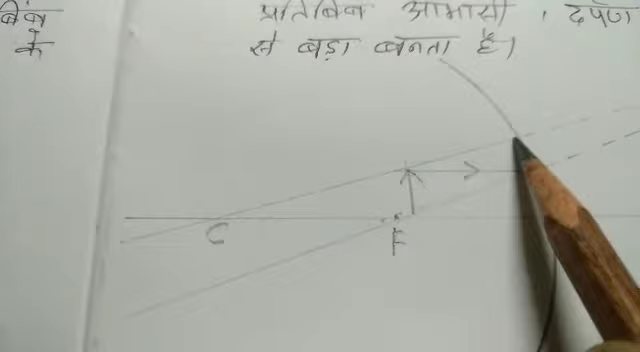 बिंब
के
प्रतिबिंब आभासी, दर्पण
से बड़ा बनता है।
C
F